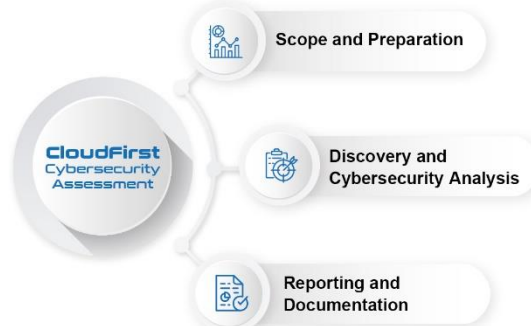 Scope and Preparation
CloudFirst
Cybersecurity
Assessment
Discovery and
Cybersecurity Analysis
Reporting and
Documentation